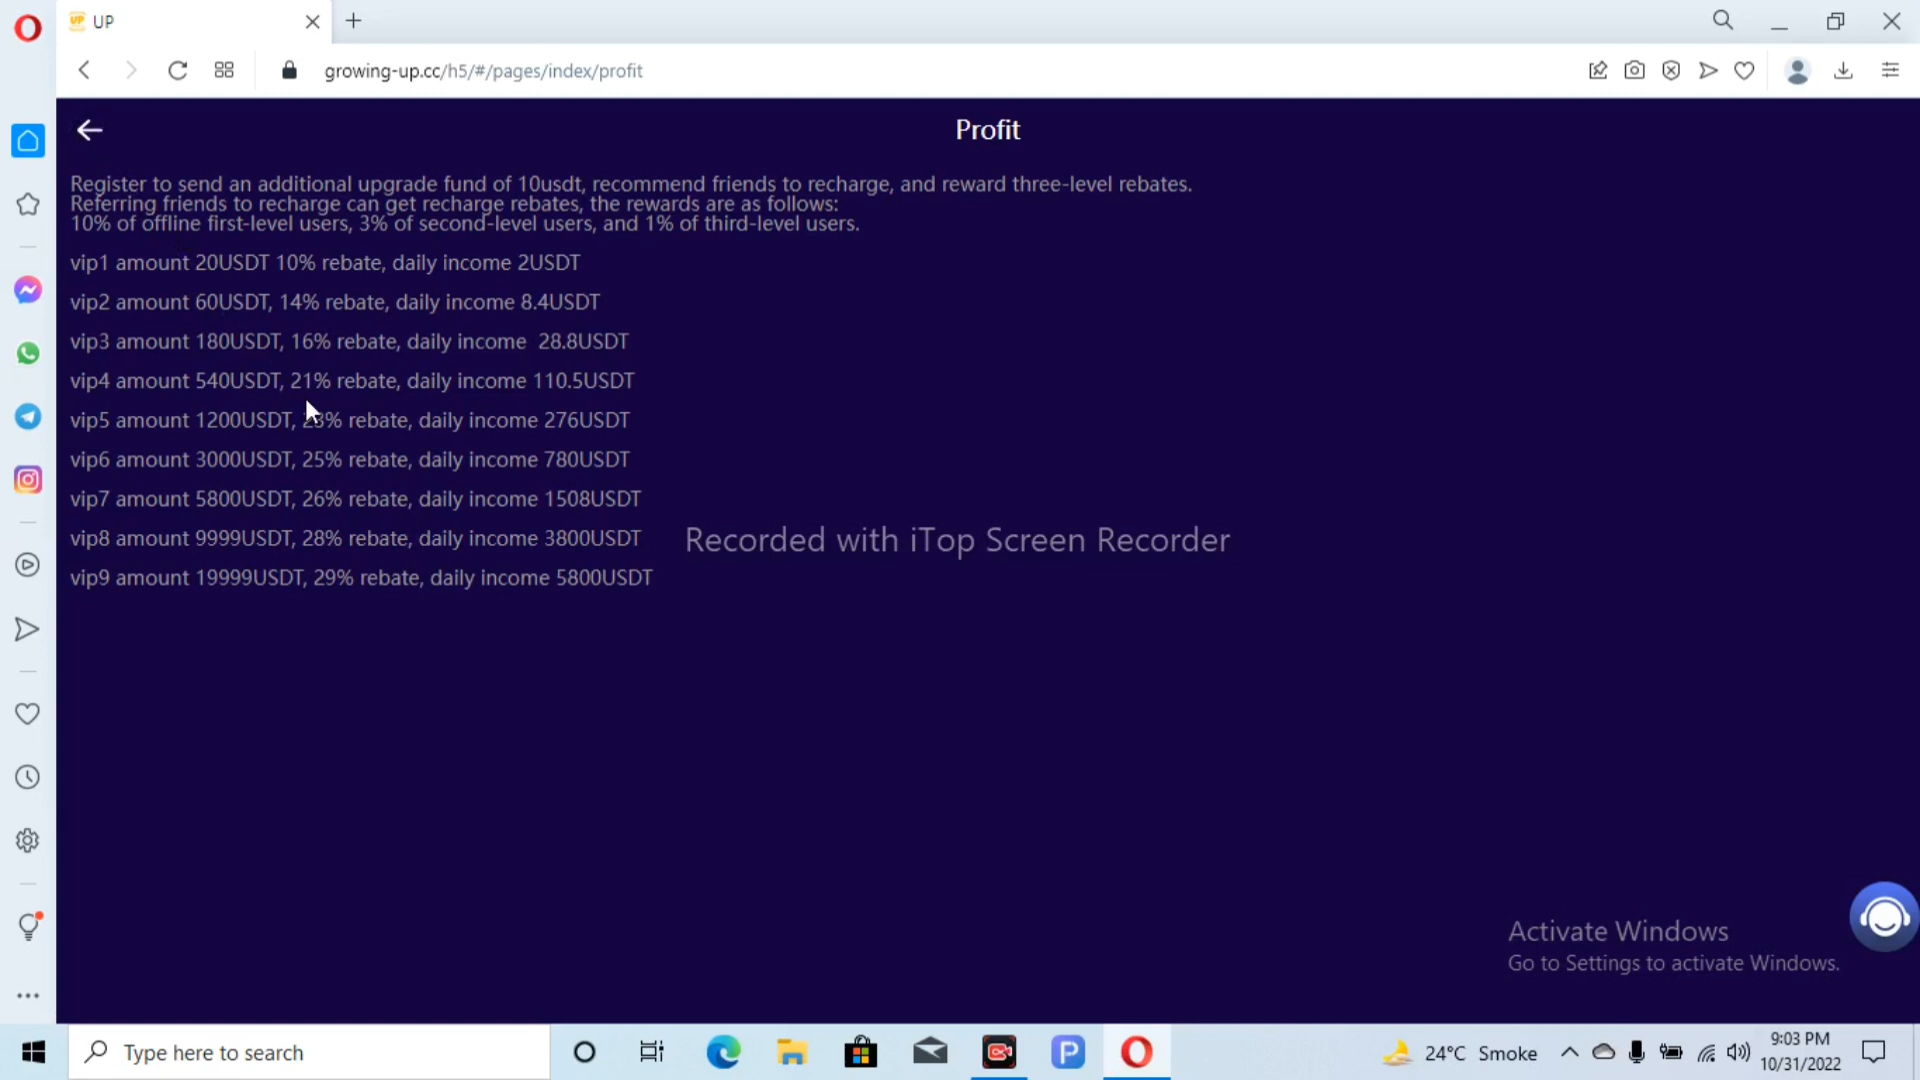 UP
UP
growing-up.cc/h5/#/pages/index/profit
Profit
Register to send an additional upgrade fund of 10usdt, recommend friends to recharge, and reward three-level rebates.
Referring friends to recharge can get recharge rebates, the rewards are as follows:
10% of offline first-level users, 3% of second-level users, and 1% of third-level users.
vip1 amount 20USDT 10% rebate, daily income 2USDT
vip2 amount 60USDT, 14% rebate, daily income 8.4USDT
vip3 amount 180USDT, 16% rebate, daily income 28.8USDT
vip4 amount 540USDT, 21% rebate, daily income 110.5USDT
vip5 amount 1200USDT, 23% rebate, daily income 276USDT
vip6 amount 3000USDT, 25% rebate, daily income 780USDT
vip7 amount 5800USDT, 26% rebate, daily income 1508USDT
vip8 amount 9999USDT, 28% rebate, daily income 3800USDT
Recorded with iTop Screen Recorder
vip9 amount 19999USDT, 29% rebate, daily income 5800USDT
Activate Windows
Go to Settings to activate Windows.
Type here to search
P
24°C Smoke
9:03 PM
10/31/2022